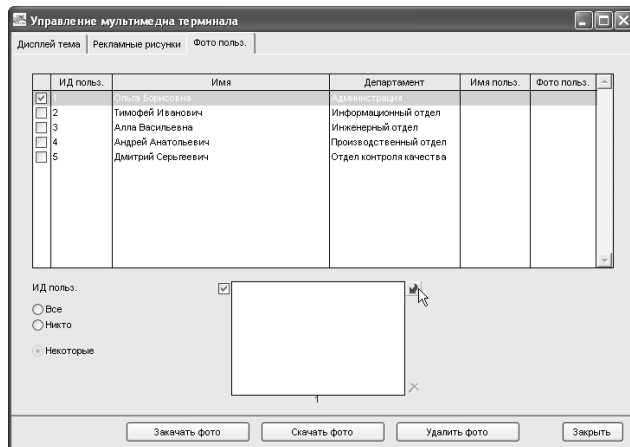 Управление мультимедиа терминала
Дисплей тема Рекламные рисунки Фото польз.
ИД польз. Имя Департамент Имя польз. Фото польз.
1 Ольга Борисовна Администрация
2 Тимофей Иванович Информационный отдел
3 Алла Васильевна Инженерный отдел
4 Андрей Анатольевич Производственный отдел
5 Дмитрий Сергеевич Отдел контроля качества
ИД польз.
Все
Никто
Некоторые
1
Закачать фото Скачать фото Удалить фото Закрыть